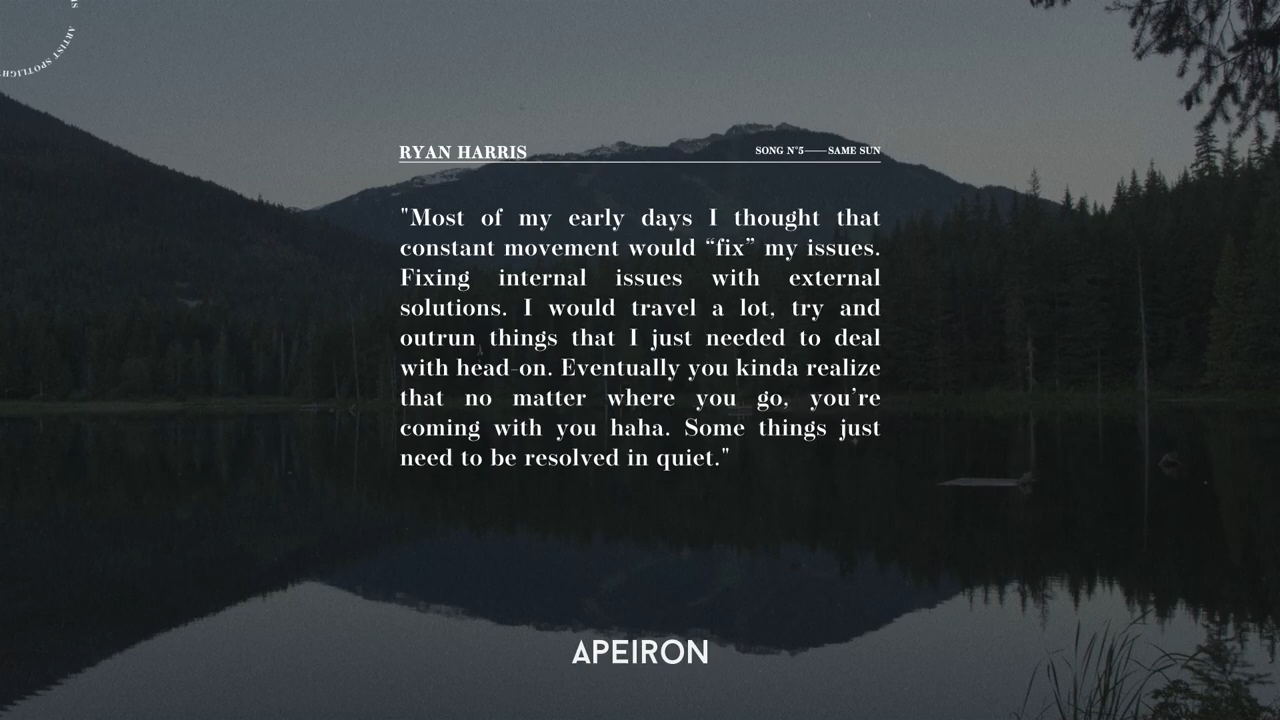 ARTIST SPOTLIGHT
RYAN HARRIS
SONG N°5——SAME SUN
"Most of my early days I thought that
constant movement would “fix” my issues.
Fixing internal issues with external
solutions. I would travel a lot, try and
outrun things that I just needed to deal
with head-on. Eventually you kinda realize
that no matter where you go, you’re
coming with you haha. Some things just
need to be resolved in quiet."
APEIRON